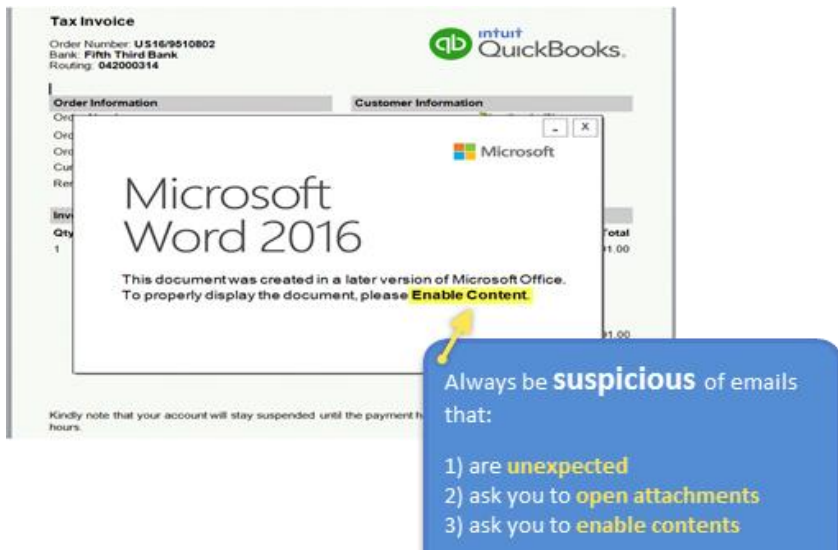 Tax Invoice
Order Number: US16/9510802
Bank: Fifth Third Bank
Routing: 042000314
intuit
qb QuickBooks.
Order Information Customer Information
Microsoft
Microsoft
Word 2016
This document was created in a later version of Microsoft Office.
To properly display the document, please Enable Content.
Qty
1
Kindly note that your account will stay suspended until the payment
hours.
Always be suspicious of emails
that:
1) are unexpected
2) ask you to open attachments
3) ask you to enable contents